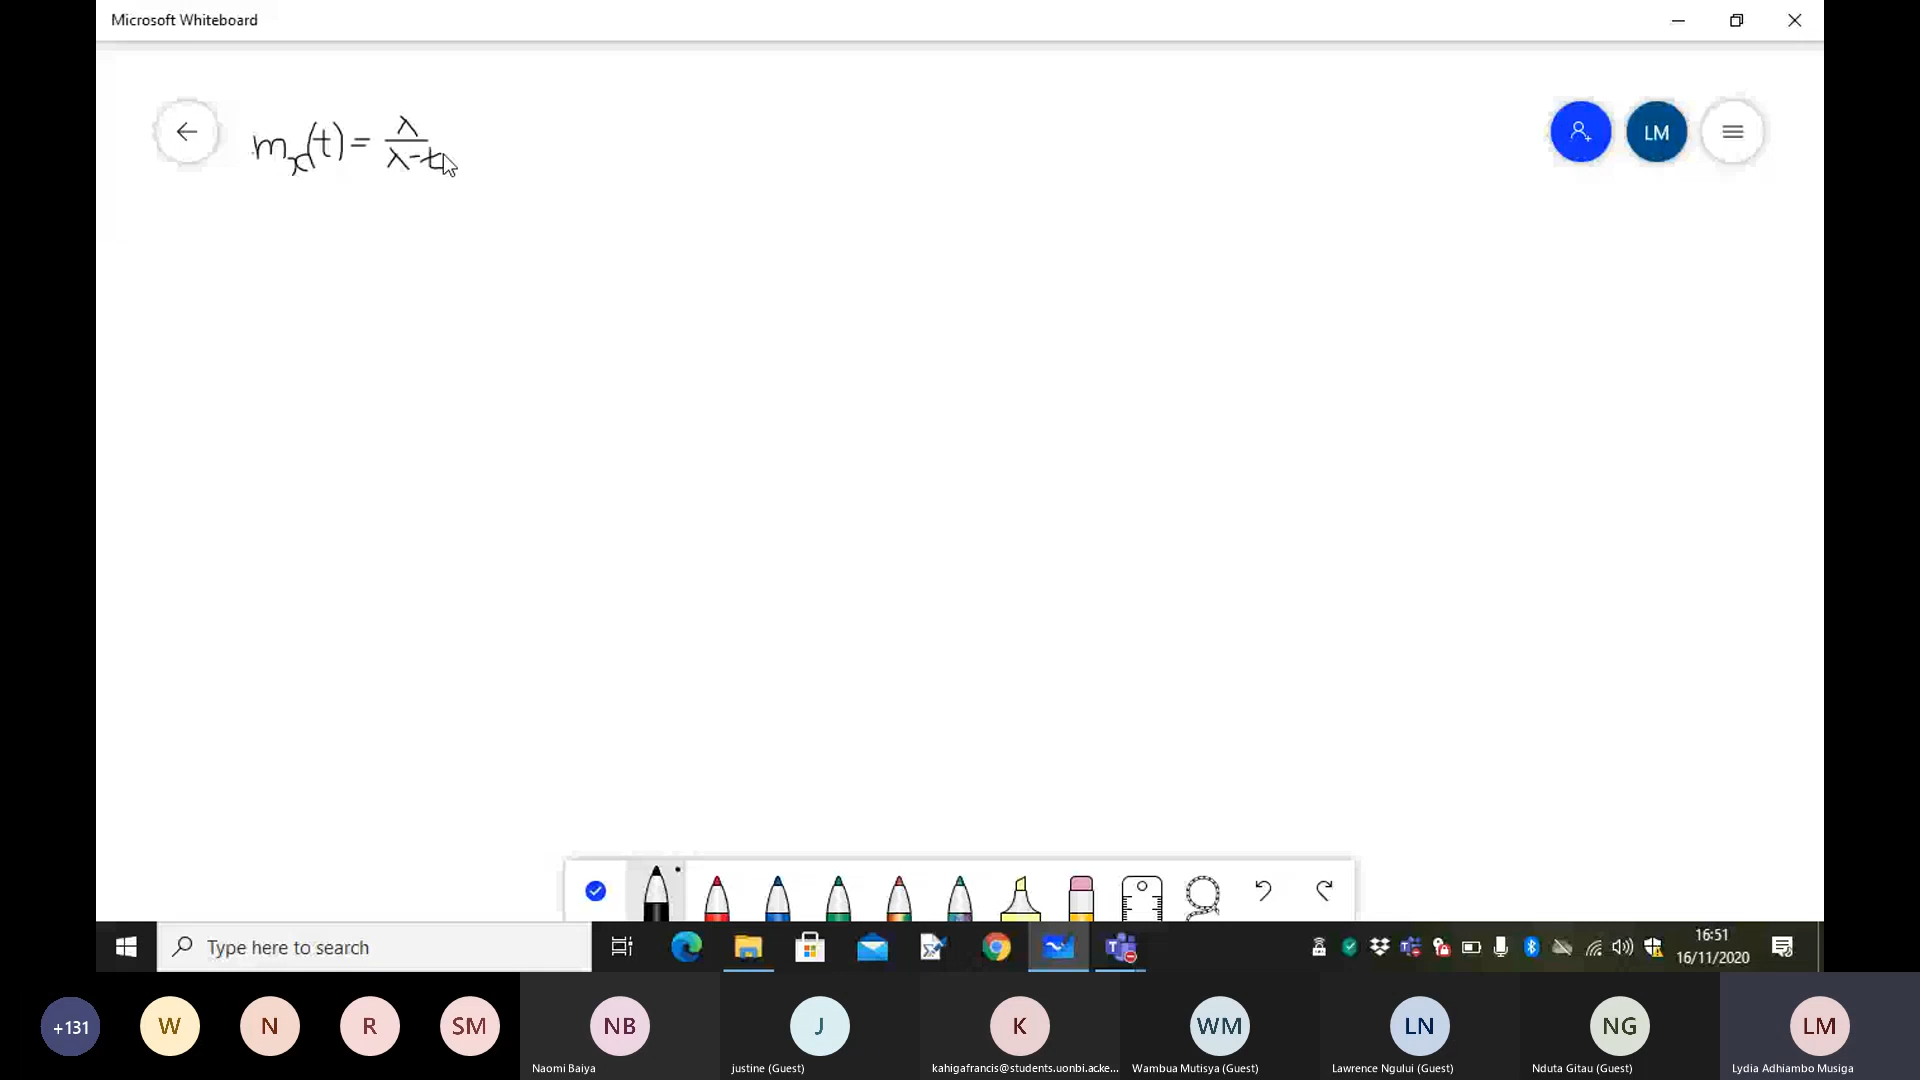 Microsoft Whiteboard
mx(t) = λ/(λ-t)
LM
Type here to search
16:51
16/11/2020
+131
W
N
R
SM
NB
J
K
WM
LN
NG
LM
Naomi Baiya
justine (Guest)
kahigafrancis@students.uonbi.ac.ke...
Wambua Mutisya (Guest)
Lawrence Ngului (Guest)
Nduta Gitau (Guest)
Lydia Adhiambo Musiga